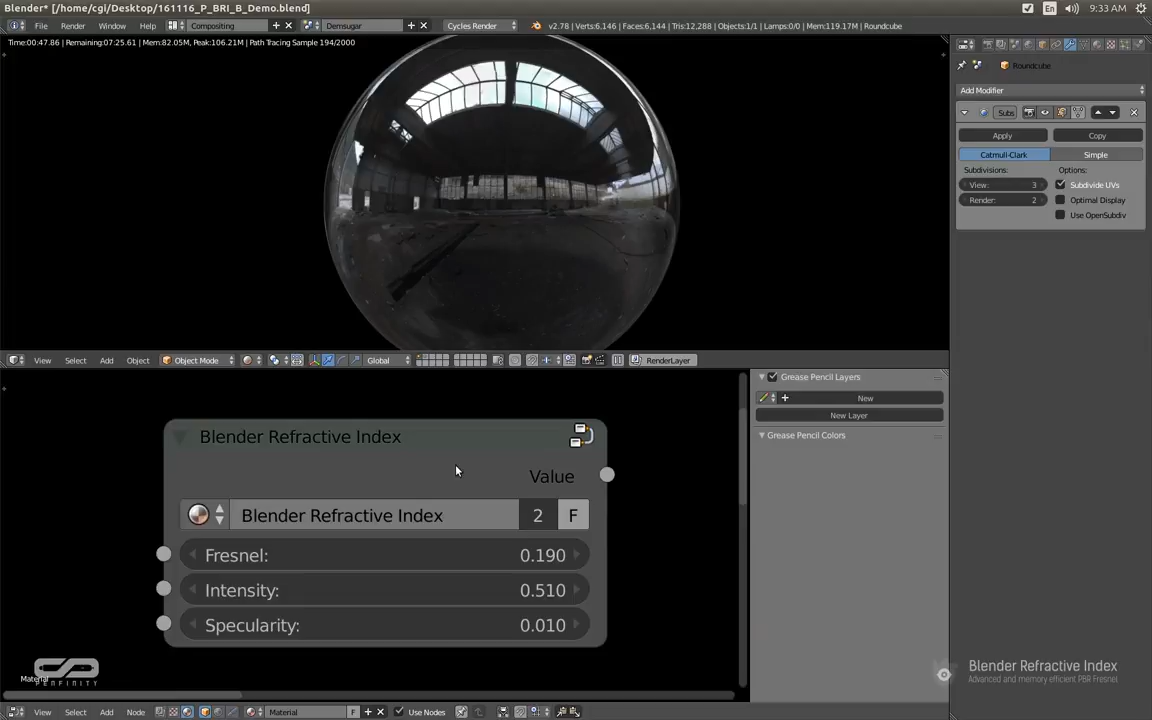 Blender* [/home/cgi/Desktop/161116_P_BRI_B_Demo.blend]
En 9:33 AM
File Render Window Help Compositing Demsugar Cycles Render v2.78 | Verts:6,146 | Faces:6,144 | Tris:12,288 | Objects:1/1 | Lamps:0/0 | Mem:119.17M | Roundcube
Time:00:47.86 | Remaining:07:25.61 | Mem:82.05M, Peak:106.21M | Path Tracing Sample 194/2000
Roundcube
Add Modifier
Subs
Apply Copy
Catmull-Clark Simple
Subdivisions: Options:
View: 3 Subdivide UVs
Render: 2 Optimal Display
Use OpenSubdiv
View Select Add Object Object Mode Global RenderLayer
Grease Pencil Layers
New
New Layer
Grease Pencil Colors
Blender Refractive Index
Value
Blender Refractive Index 2 F
Fresnel: 0.190
Intensity: 0.510
Specularity: 0.010
PENFINITY
Material
Blender Refractive Index
Advanced and memory efficient PBR Fresnel
View Select Add Node Material F Use Nodes